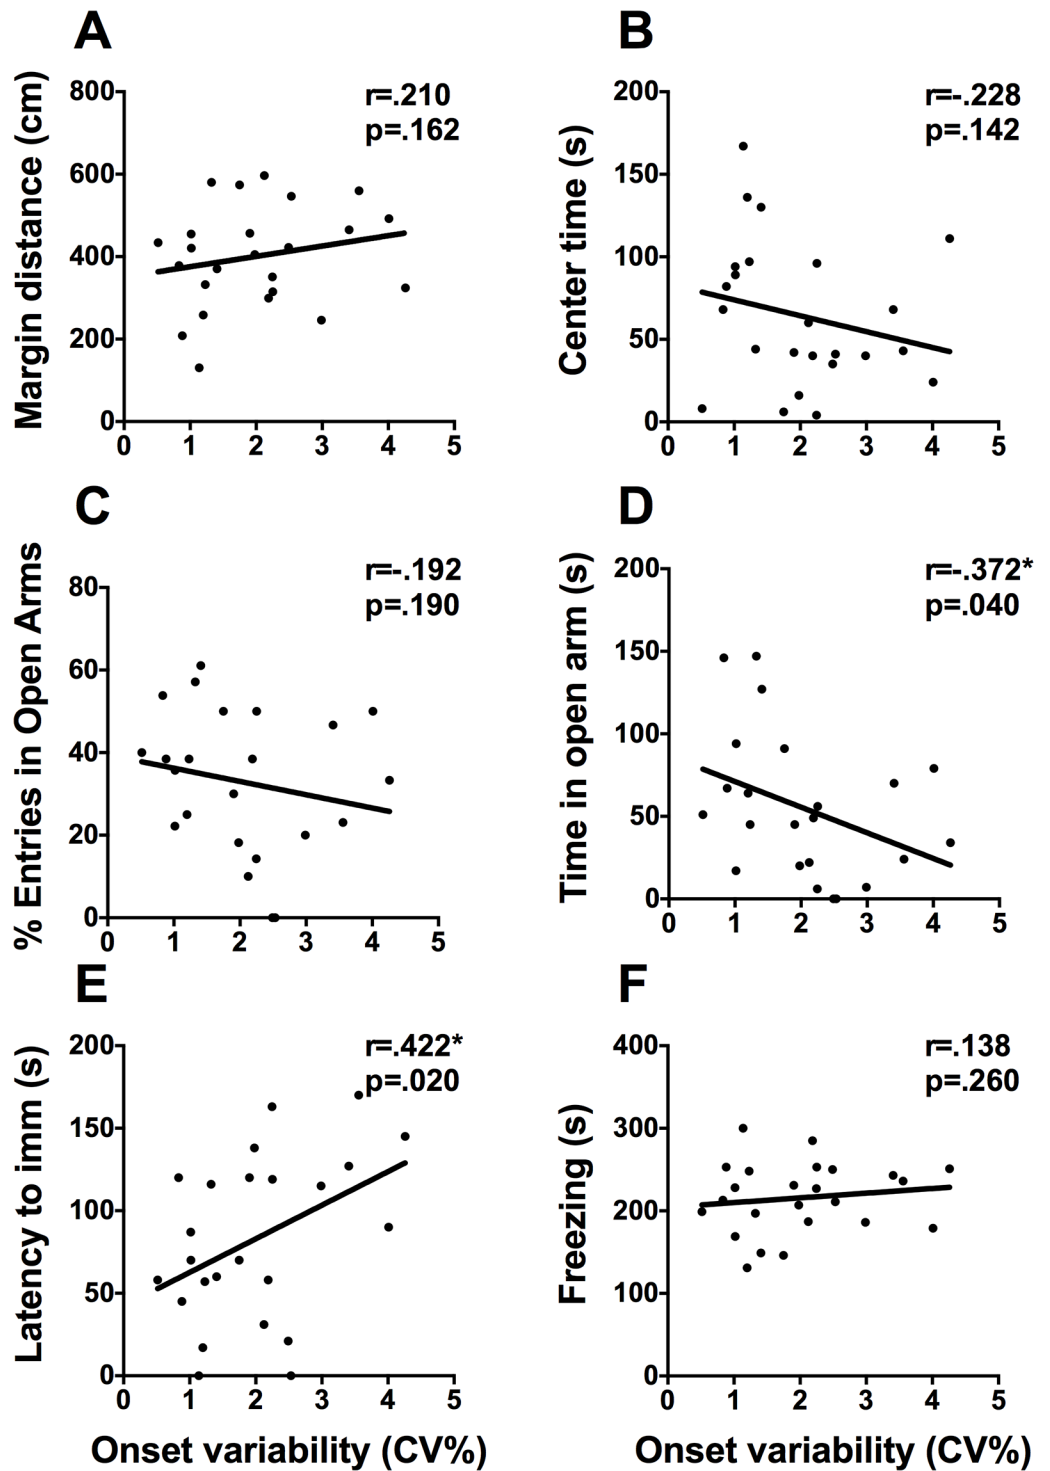 A
Margin distance (cm)
800
600
400
200
0
0 1 2 3 4 5
r=.210
p=.162
B
Center time (s)
200
150
100
50
0
0 1 2 3 4 5
r=-.228
p=.142
C
% Entries in Open Arms
80
60
40
20
0
0 1 2 3 4 5
r=-.192
p=.190
D
Time in open arm (s)
200
150
100
50
0
0 1 2 3 4 5
r=-.372*
p=.040
E
Latency to imm (s)
200
150
100
50
0
0 1 2 3 4 5
r=.422*
p=.020
Onset variability (CV%)
F
Freezing (s)
400
300
200
100
0
0 1 2 3 4 5
r=.138
p=.260
Onset variability (CV%)